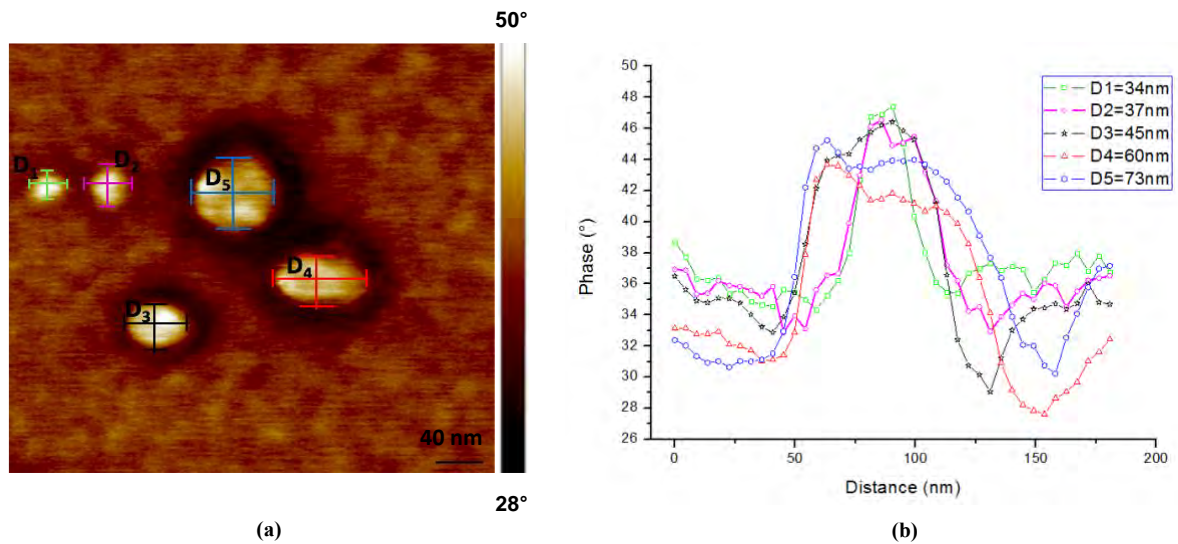 50°
D₁
D₂
D₅
D₄
D₃
40 nm
28°
(a)
50
48
46
44
42
40
38
36
34
32
30
28
26
Phase (°)
0
50
100
150
200
Distance (nm)
D1=34nm
D2=37nm
D3=45nm
D4=60nm
D5=73nm
(b)